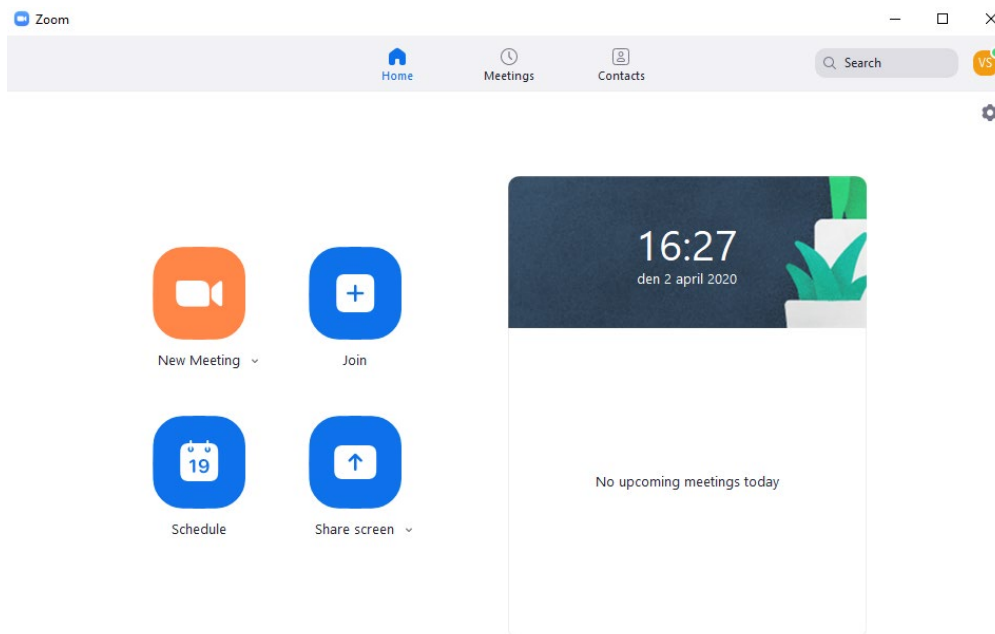 Zoom
Home
Meetings
Contacts
Search
VS
16:27
den 2 april 2020
New Meeting
Join
19
Schedule
Share screen
No upcoming meetings today